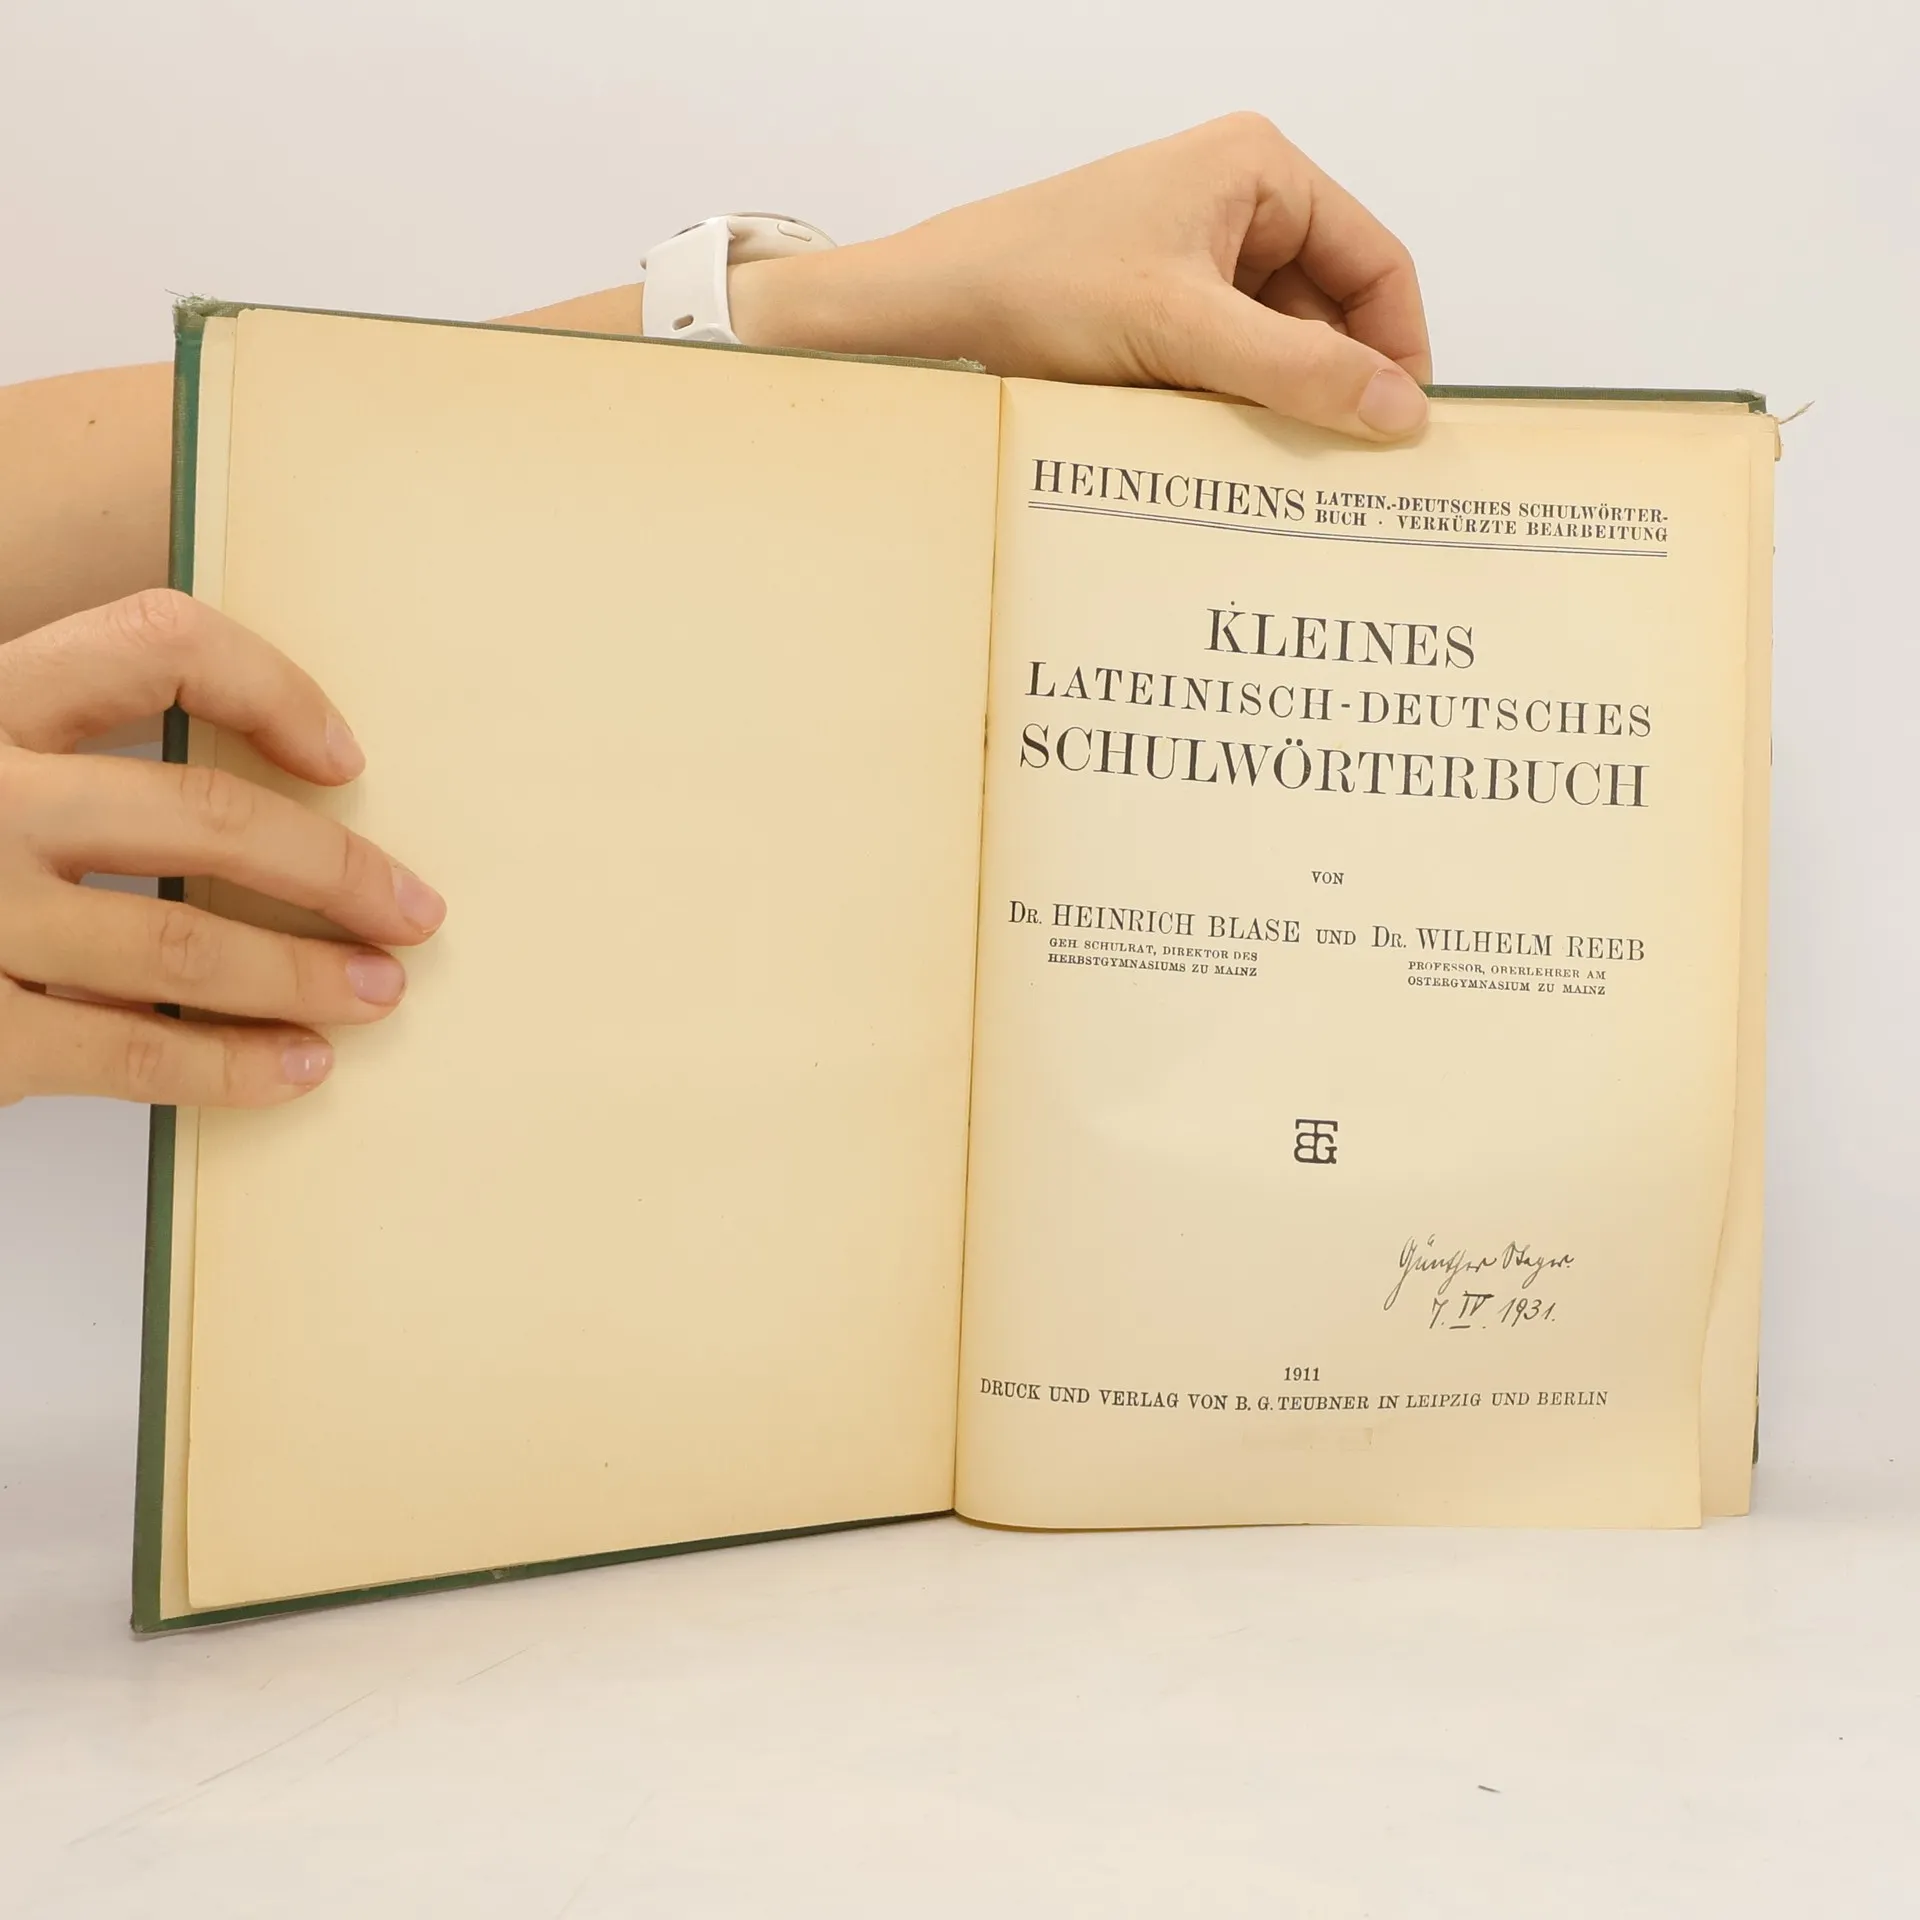 HEINICHENS LATEIN.-DEUTSCHES SCHULWÖRTER-
BUCH · VERKÜRZTE BEARBEITUNG
KLEINES
LATEINISCH-DEUTSCHES
SCHULWÖRTERBUCH
VON
DR. HEINRICH BLASE UND DR. WILHELM REEB
GEH. SCHULRAT, DIREKTOR DES
HERBSTGYMNASIUMS ZU MAINZ
PROFESSOR, OBERLEHRER AM
OSTERGYMNASIUM ZU MAINZ
BTG
Günther
7. IV. 1931.
1911
DRUCK UND VERLAG VON B. G. TEUBNER IN LEIPZIG UND BERLIN